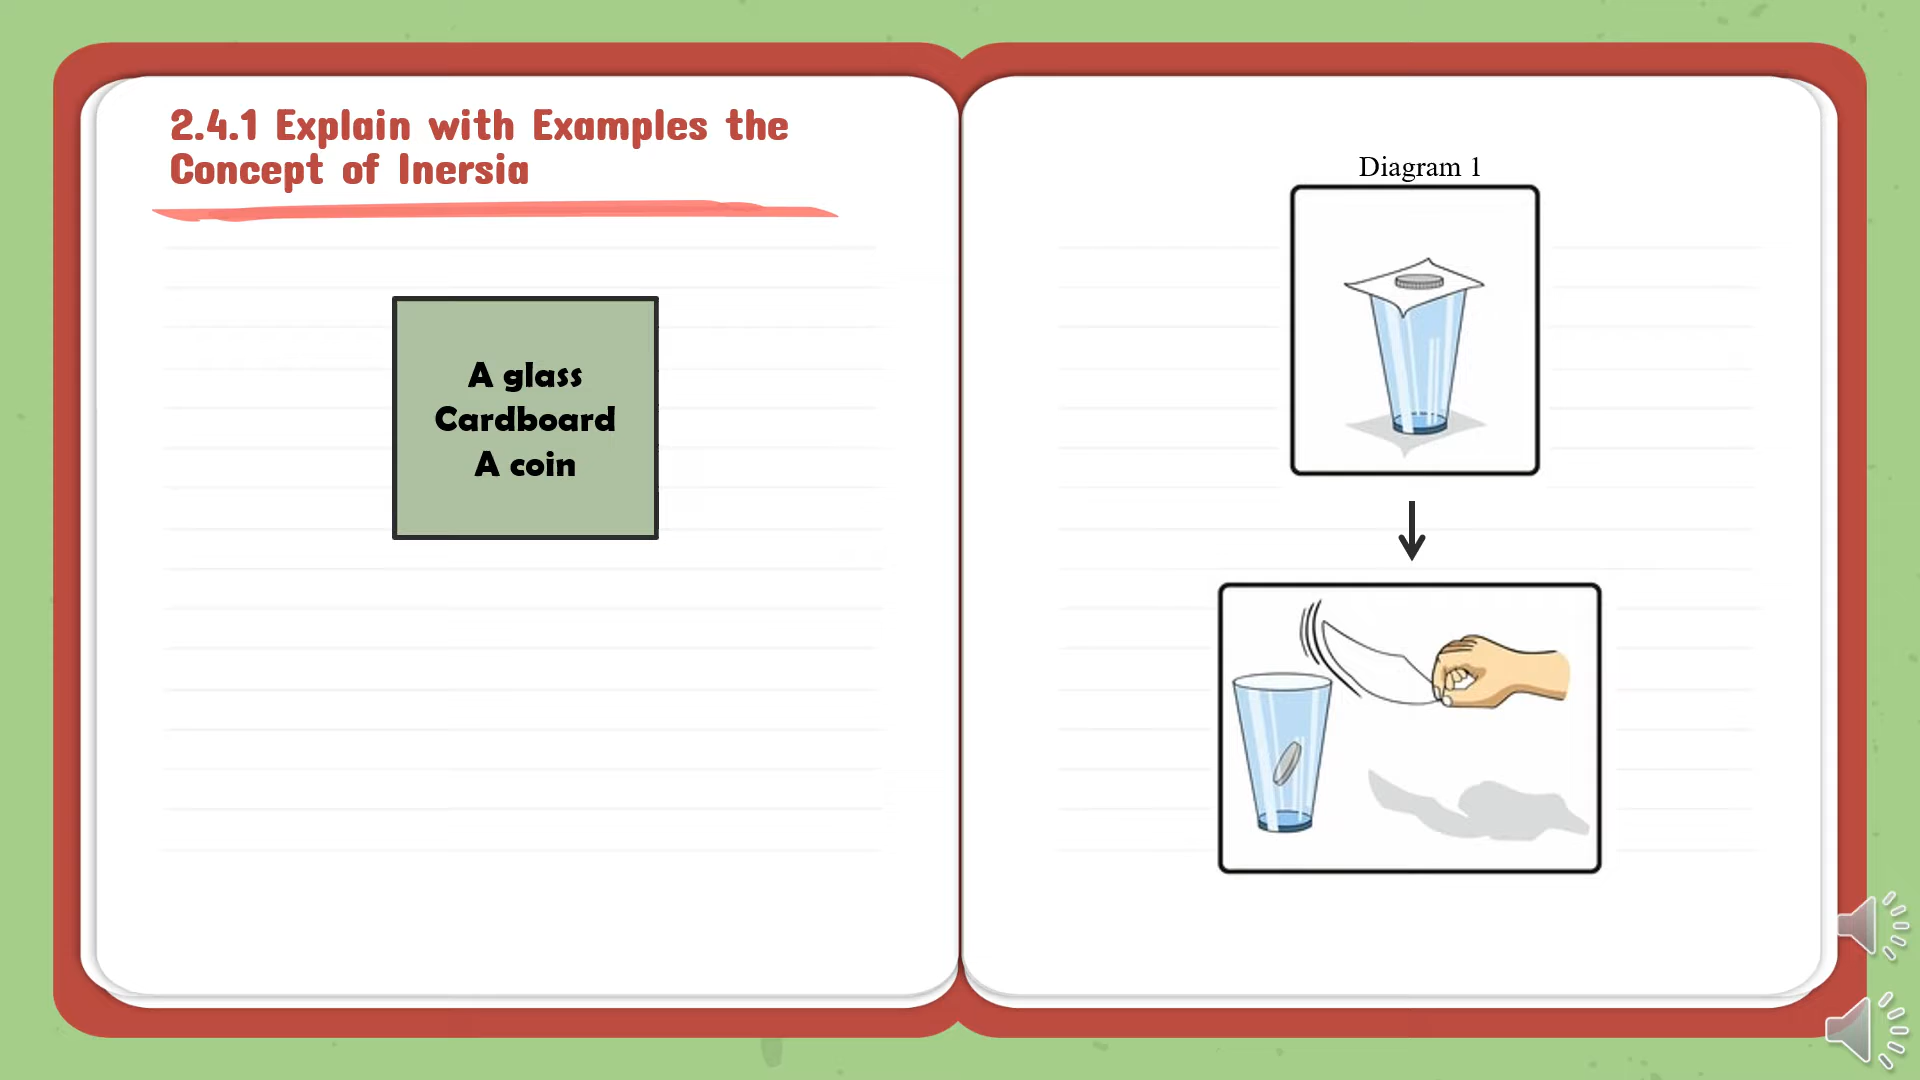 2.4.1 Explain with Examples the
Concept of Inersia
A glass
Cardboard
A coin
Diagram 1